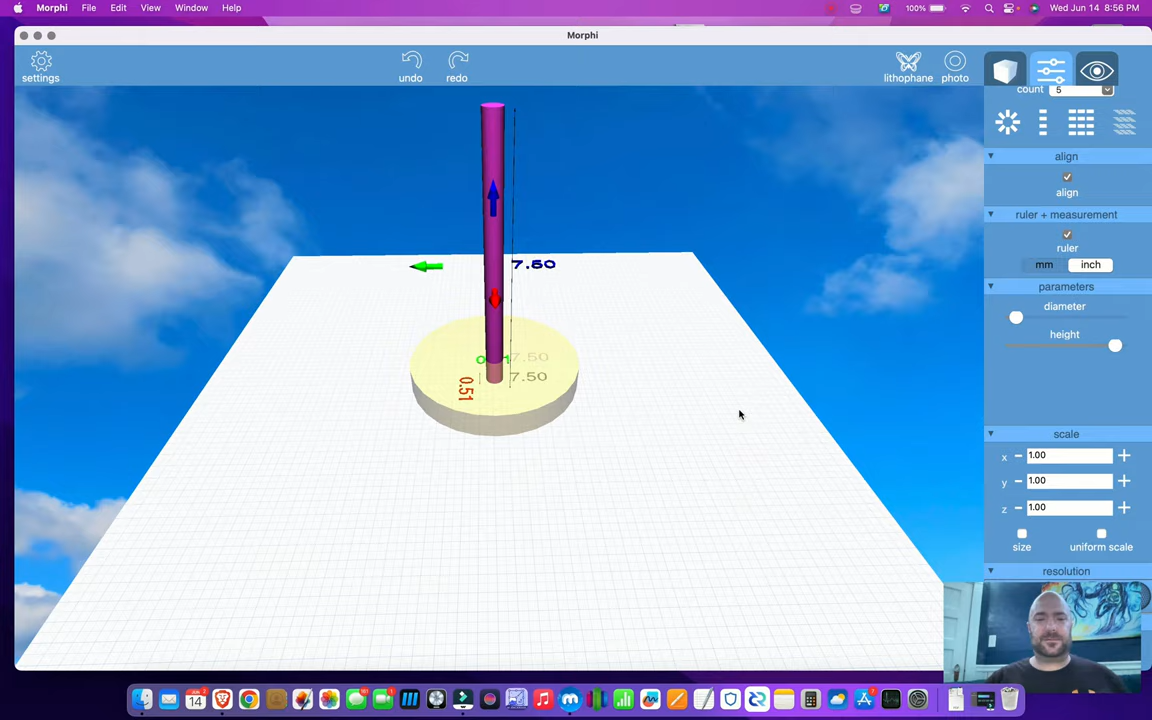 Morphi File Edit View Window Help 100% Wed Jun 14 8:56 PM
Morphi
settings undo redo lithophane photo
count 5
align
align
ruler + measurement
ruler
mm inch
parameters
diameter
height
scale
x 1.00
y 1.00
z 1.00
size uniform scale
resolution
7.50
7.50
7.50
0.51